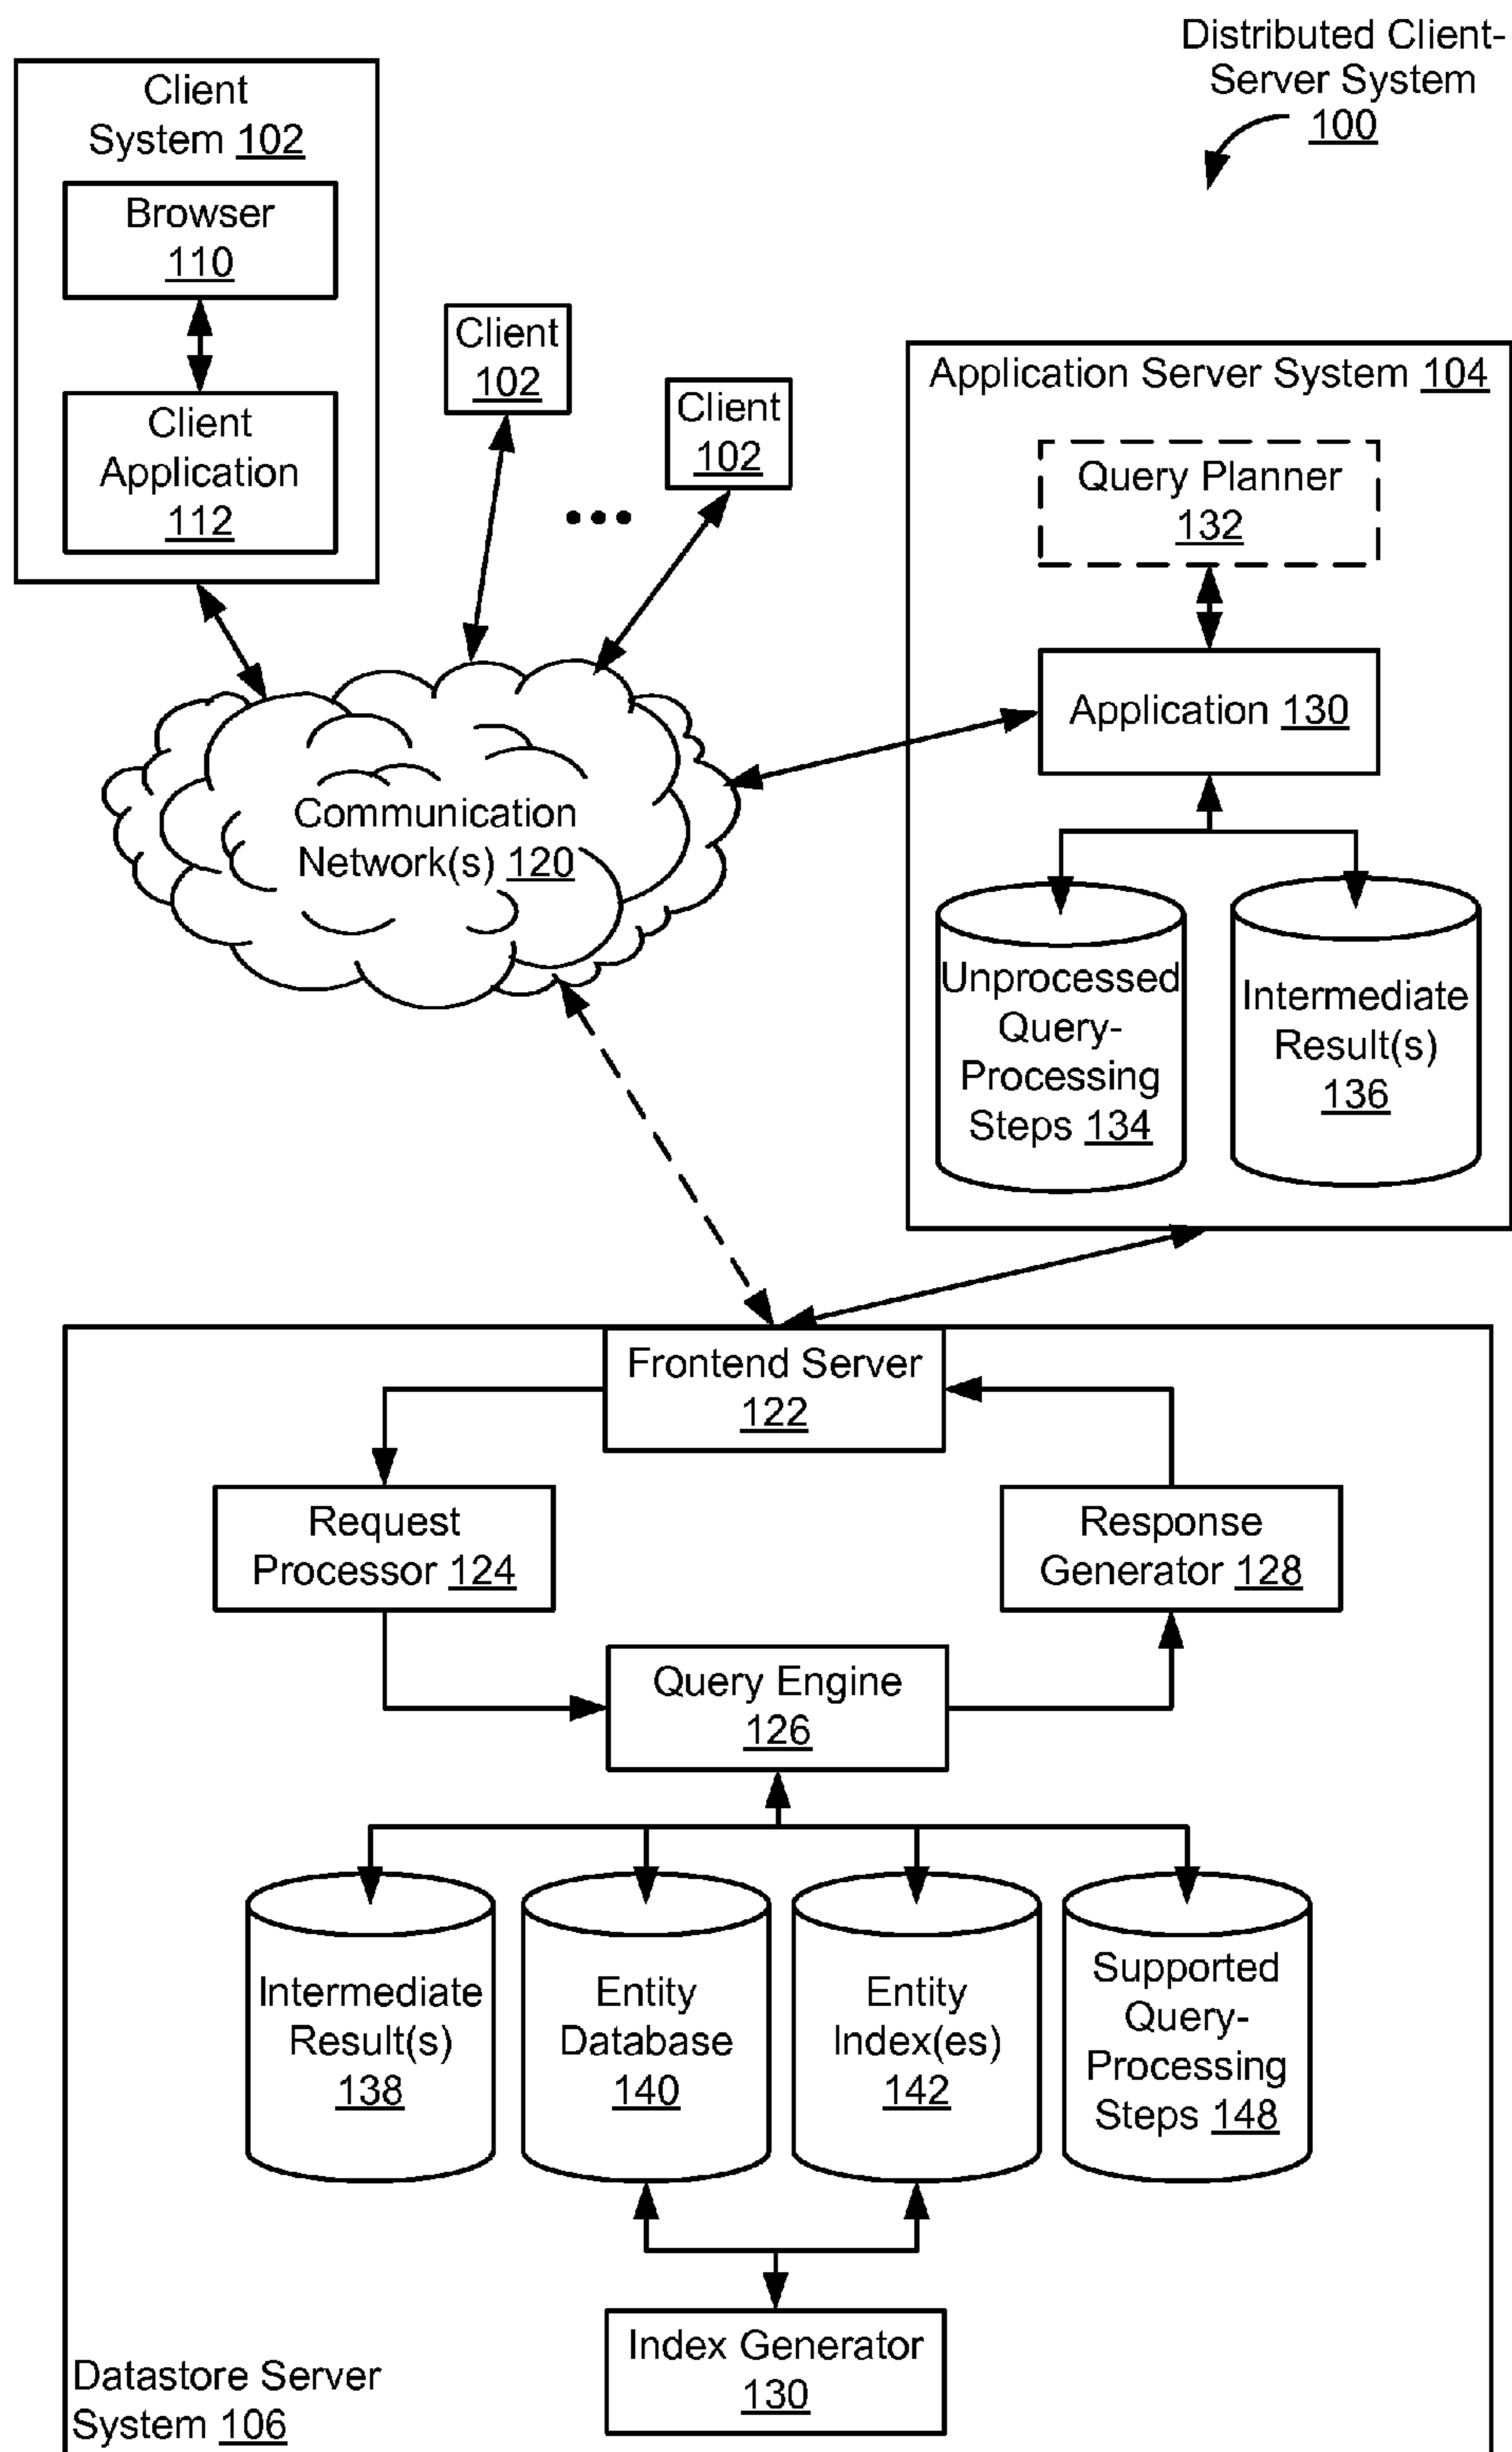 Distributed Client-
Server System
100
Client
System 102
Browser
110
Client
Application
112
Client
102
Client
102
Application Server System 104
Query Planner
132
Application 130
Communication
Network(s) 120
Unprocessed
Query-
Processing
Steps 134
Intermediate
Result(s)
136
Frontend Server
122
Request
Processor 124
Response
Generator 128
Query Engine
126
Intermediate
Result(s)
138
Entity
Database
140
Entity
Index(es)
142
Supported
Query-
Processing
Steps 148
Index Generator
130
Datastore Server
System 106